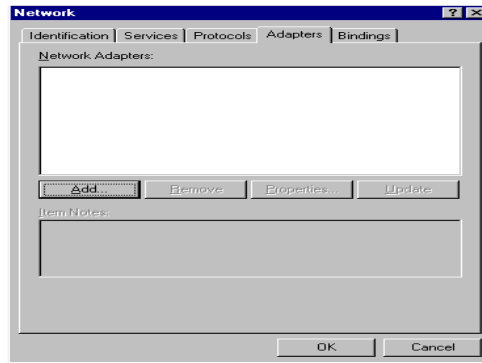 Network
Identification Services Protocols Adapters Bindings
Network Adapters:
Add... Remove Properties... Update
Item Notes:
OK Cancel